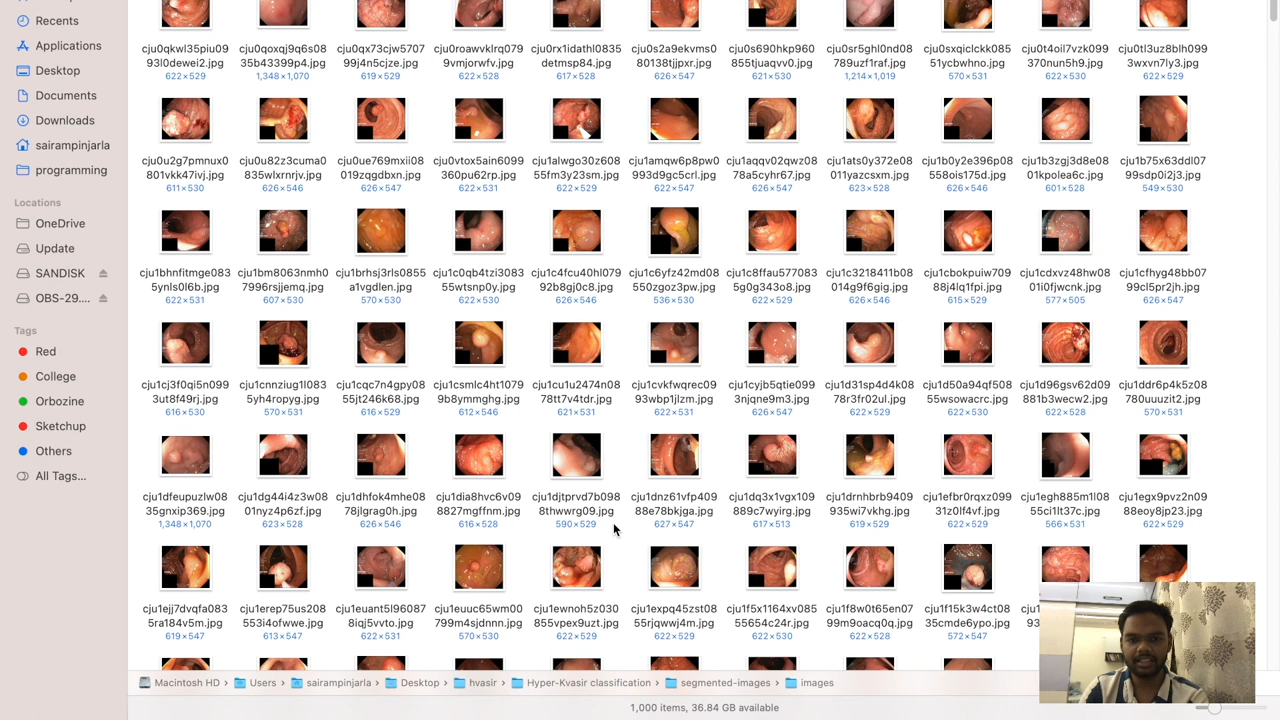 Recents
Applications
Desktop
Documents
Downloads
sairampinjarla
programming
Locations
OneDrive
Update
SANDISK
OBS-29....
Tags
Red
College
Orbozine
Sketchup
Others
All Tags...
cju0qkwl35piu09 cju0qoxqj9q6s08 cju0qx73cjw5707 cju0roawvklrq079 cju0rx1idathl0835 cju0s2a9ekvms0 cju0s690hkp960 cju0sr5ghl0nd08 cju0sxqiclckk085 cju0t4oil7vzk099 cju0tl3uz8blh099
93l0dewei2.jpg 35b43399p4.jpg 99j4n5cjze.jpg 9vmjorwfv.jpg detmsp84.jpg 80138tjjpxr.jpg 855tjuaqvv0.jpg 789uzf1raf.jpg 51ycbwhno.jpg 370nun5h9.jpg 3wxvn7ly3.jpg
622×529 1,348×1,070 619×529 622×528 617×528 626×547 621×530 1,214×1,019 570×531 622×530 622×529
cju0u2g7pmnux0 cju0u82z3cuma0 cju0ue769mxii08 cju0vtox5ain6099 cju1alwgo30z608 cju1amqw6p8pw0 cju1aqqv02qwz08 cju1ats0y372e08 cju1b0y2e396p08 cju1b3zgj3d8e08 cju1b75x63ddl07
801vkk47ivj.jpg 835wlxrnrjv.jpg 019zqgdbxn.jpg 360pu62rp.jpg 55fm3y23sm.jpg 993d9gc5crl.jpg 78a5cyhr67.jpg 011yazcsxm.jpg 558ois175d.jpg 01kpolea6c.jpg 99sdp0i2j3.jpg
611×530 626×546 626×547 622×531 622×529 622×547 626×547 623×528 626×546 601×528 549×530
cju1bhnfitmge083 cju1bm8063nmh0 cju1brhsj3rls0855 cju1c0qb4tzi3083 cju1c4fcu40hl079 cju1c6yfz42md08 cju1c8ffau577083 cju1c3218411b08 cju1cbokpuiw709 cju1cdxvz48hw08 cju1cfhyg48bb07
5ynls0l6b.jpg 7996rsjjemq.jpg a1vgdlen.jpg 55wtsnp0y.jpg 92b8gj0c8.jpg 550zgoz3pw.jpg 5g0g343o8.jpg 014g9f6gig.jpg 88j4lq1fpi.jpg 01i0fjwcnk.jpg 99cl5pr2jh.jpg
622×531 607×530 570×530 622×530 626×546 536×530 622×529 626×546 615×529 577×505 626×547
cju1cj3f0qi5n099 cju1cnnziug1l083 cju1cqc7n4gpy08 cju1csmlc4ht1079 cju1cu1u2474n08 cju1cvkfwqrec09 cju1cyjb5qtie099 cju1d31sp4d4k08 cju1d50a94qf508 cju1d96gsv62d09 cju1ddr6p4k5z08
3ut8f49rj.jpg 5yh4ropyg.jpg 55jt246k68.jpg 9b8ymmghg.jpg 78tt7v4tdr.jpg 93wbp1jlzm.jpg 3njqne9m3.jpg 78r3fr02ul.jpg 55wsowacrc.jpg 881b3wecw2.jpg 780uuuzit2.jpg
616×530 570×531 616×529 612×546 621×531 622×531 626×547 622×529 622×530 622×528 570×531
cju1dfeupuzlw08 cju1dg44i4z3w08 cju1dhfok4mhe08 cju1dia8hvc6v09 cju1djtprvd7b098 cju1dnz61vfp409 cju1dq3x1vgx109 cju1drnhbrb9409 cju1efbr0rqxz099 cju1egh885m1l08 cju1egx9pvz2n09
35gnxip369.jpg 01nyz4p6zf.jpg 78jlgrag0h.jpg 8827mgffnm.jpg 8thwwrg09.jpg 88e78bkjga.jpg 889c7wyirg.jpg 935wi7vkhg.jpg 31z0lf4vf.jpg 55ci1lt37c.jpg 88eoy8jp23.jpg
1,348×1,070 623×528 626×546 616×528 590×529 627×547 617×513 619×529 622×529 566×531 622×529
cju1ejj7dvqfa083 cju1erep75us208 cju1euant5l96087 cju1euuc65wm00 cju1ewnoh5z030 cju1expq45zst08 cju1f5x1164xv085 cju1f8w0t65en07 cju1f15k3w4ct08
5ra184v5m.jpg 553i4ofwwe.jpg 8iqj5vvto.jpg 799m4sjdnnn.jpg 855vpex9uzt.jpg 55rjqwwj4m.jpg 55654c24r.jpg 99m9oacq0q.jpg 35cmde6ypo.jpg
619×547 613×547 622×531 570×530 622×529 622×529 622×530 622×528 572×547
Macintosh HD Users sairampinjarla Desktop hvasir Hyper-Kvasir classification segmented-images images
1,000 items, 36.84 GB available